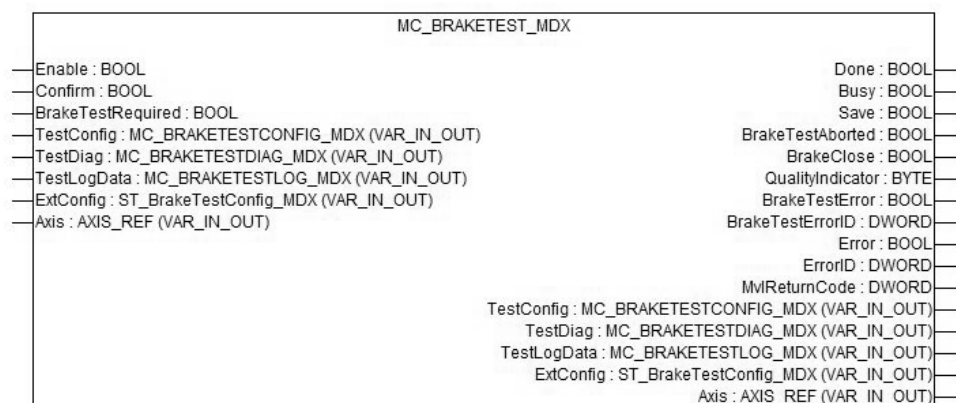 MC_BRAKETEST_MDX
Enable : BOOL
Done : BOOL
Confirm : BOOL
Busy : BOOL
BrakeTestRequired : BOOL
Save : BOOL
TestConfig : MC_BRAKETESTCONFIG_MDX (VAR_IN_OUT)
BrakeTestAborted : BOOL
TestDiag : MC_BRAKETESTDIAG_MDX (VAR_IN_OUT)
BrakeClose : BOOL
TestLogData : MC_BRAKETESTLOG_MDX (VAR_IN_OUT)
QualityIndicator : BYTE
ExtConfig : ST_BrakeTestConfig_MDX (VAR_IN_OUT)
BrakeTestError : BOOL
Axis : AXIS_REF (VAR_IN_OUT)
BrakeTestErrorID : DWORD
Error : BOOL
ErrorID : DWORD
MvlReturnCode : DWORD
TestConfig : MC_BRAKETESTCONFIG_MDX (VAR_IN_OUT)
TestDiag : MC_BRAKETESTDIAG_MDX (VAR_IN_OUT)
TestLogData : MC_BRAKETESTLOG_MDX (VAR_IN_OUT)
ExtConfig : ST_BrakeTestConfig_MDX (VAR_IN_OUT)
Axis : AXIS_REF (VAR_IN_OUT)